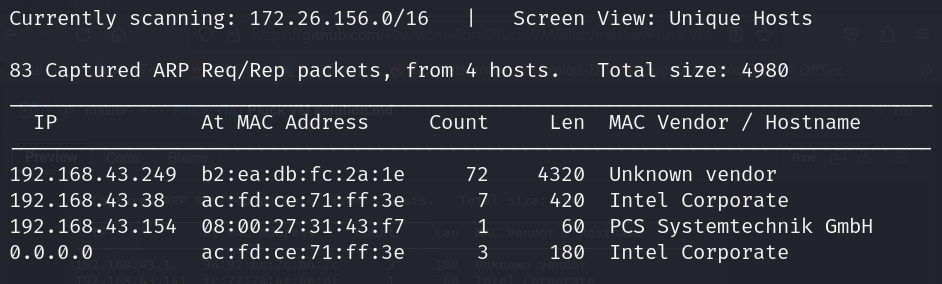 Currently scanning: 172.26.156.0/16   |   Screen View: Unique Hosts
83 Captured ARP Req/Rep packets, from 4 hosts.   Total size: 4980
IP            At MAC Address     Count     Len  MAC Vendor / Hostname
192.168.43.249  b2:ea:db:fc:2a:1e     72    4320  Unknown vendor
192.168.43.38   ac:fd:ce:71:ff:3e      7     420  Intel Corporate
192.168.43.154  08:00:27:31:43:f7      1      60  PCS Systemtechnik GmbH
0.0.0.0         ac:fd:ce:71:ff:3e      3     180  Intel Corporate